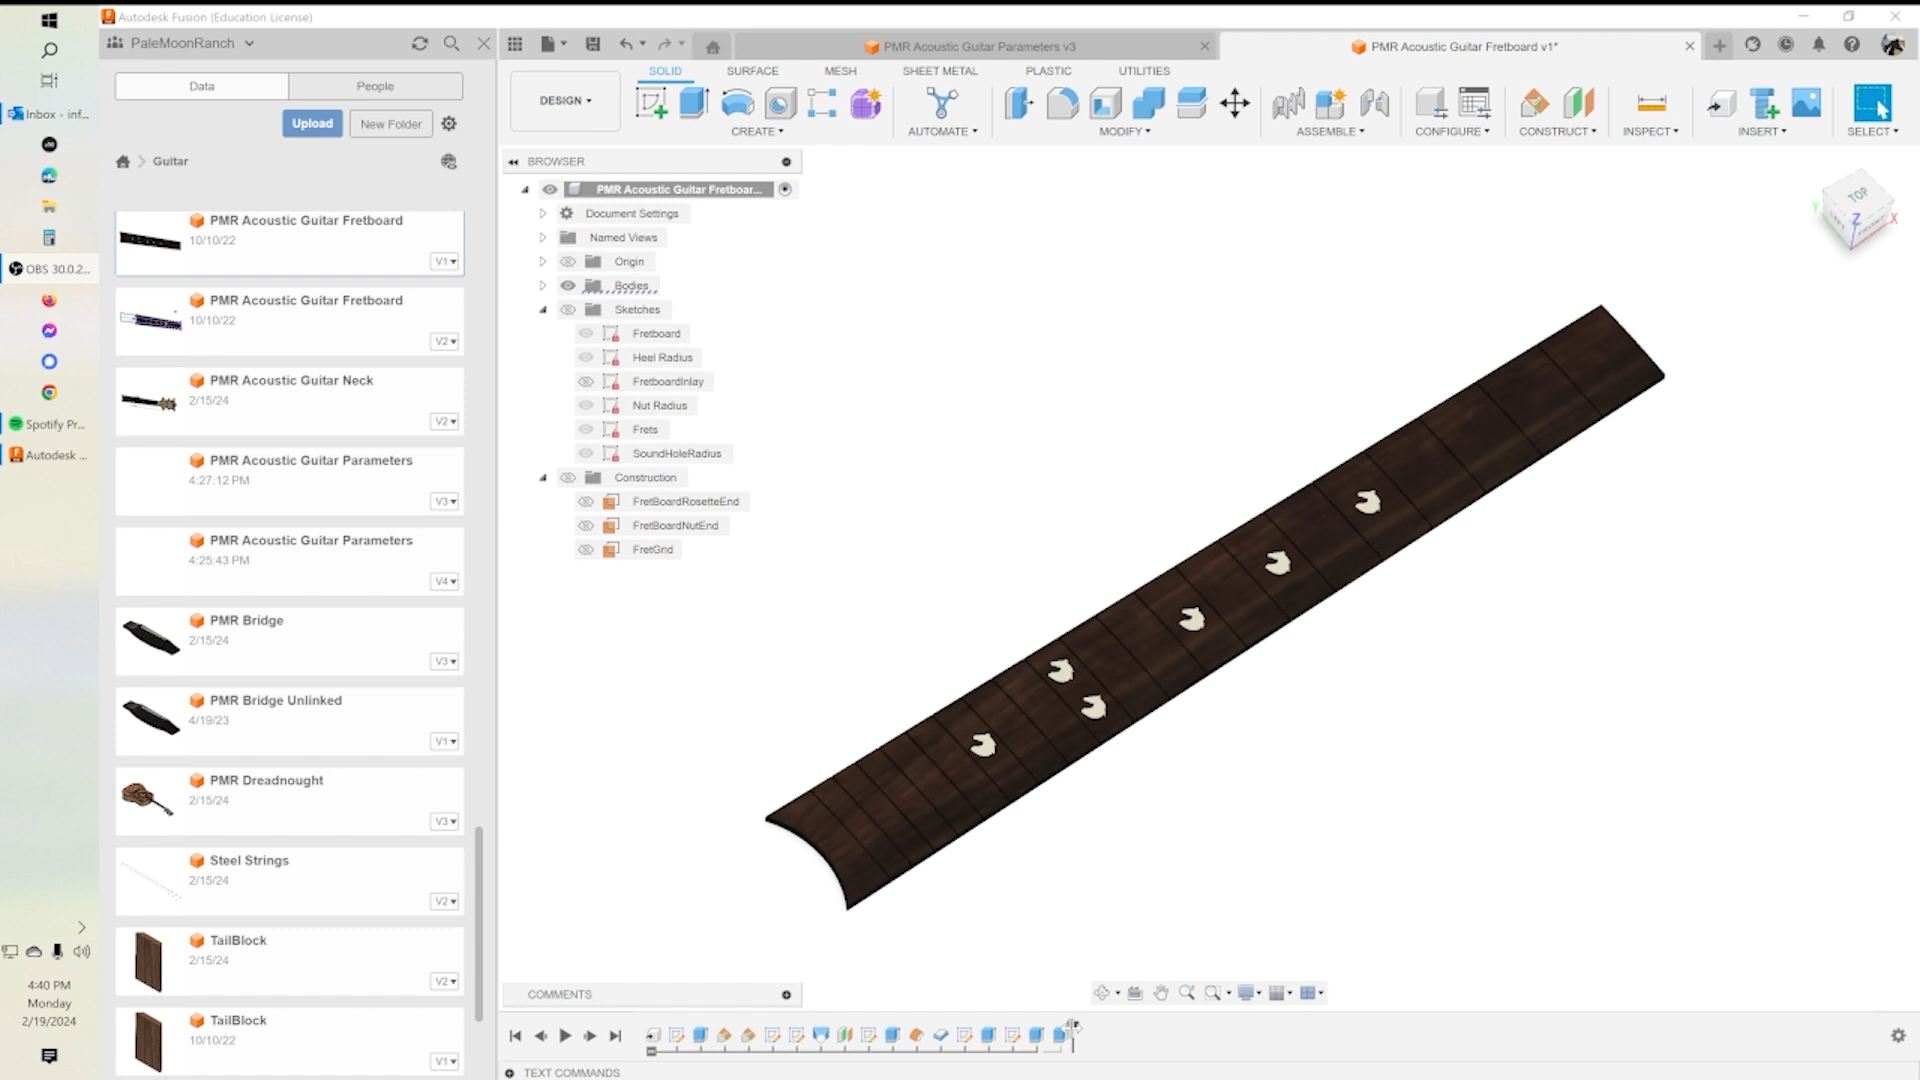 Autodesk Fusion (Education License)
PaleMoonRanch
PMR Acoustic Guitar Parameters v3
PMR Acoustic Guitar Fretboard v1*
Data
People
Upload
New Folder
Guitar
DESIGN
SOLID
SURFACE
MESH
SHEET METAL
PLASTIC
UTILITIES
CREATE
AUTOMATE
MODIFY
ASSEMBLE
CONFIGURE
CONSTRUCT
INSPECT
INSERT
SELECT
Inbox - inf...
OBS 30.0.2...
Spotify Pr...
Autodesk ...
4:40 PM
Monday
2/19/2024
PMR Acoustic Guitar Fretboard
10/10/22
V1
PMR Acoustic Guitar Fretboard
10/10/22
V2
PMR Acoustic Guitar Neck
2/15/24
V2
PMR Acoustic Guitar Parameters
4:27:12 PM
V3
PMR Acoustic Guitar Parameters
4:25:43 PM
V4
PMR Bridge
2/15/24
V3
PMR Bridge Unlinked
4/19/23
V1
PMR Dreadnought
2/15/24
V3
Steel Strings
2/15/24
V2
TailBlock
2/15/24
V2
TailBlock
10/10/22
V1
BROWSER
PMR Acoustic Guitar Fretboar...
Document Settings
Named Views
Origin
Bodies
Sketches
Fretboard
Heel Radius
FretboardInlay
Nut Radius
Frets
SoundHoleRadius
Construction
FretBoardRosetteEnd
FretBoardNutEnd
FretGrid
TOP
LEFT
FRONT
Y
Z
X
COMMENTS
TEXT COMMANDS